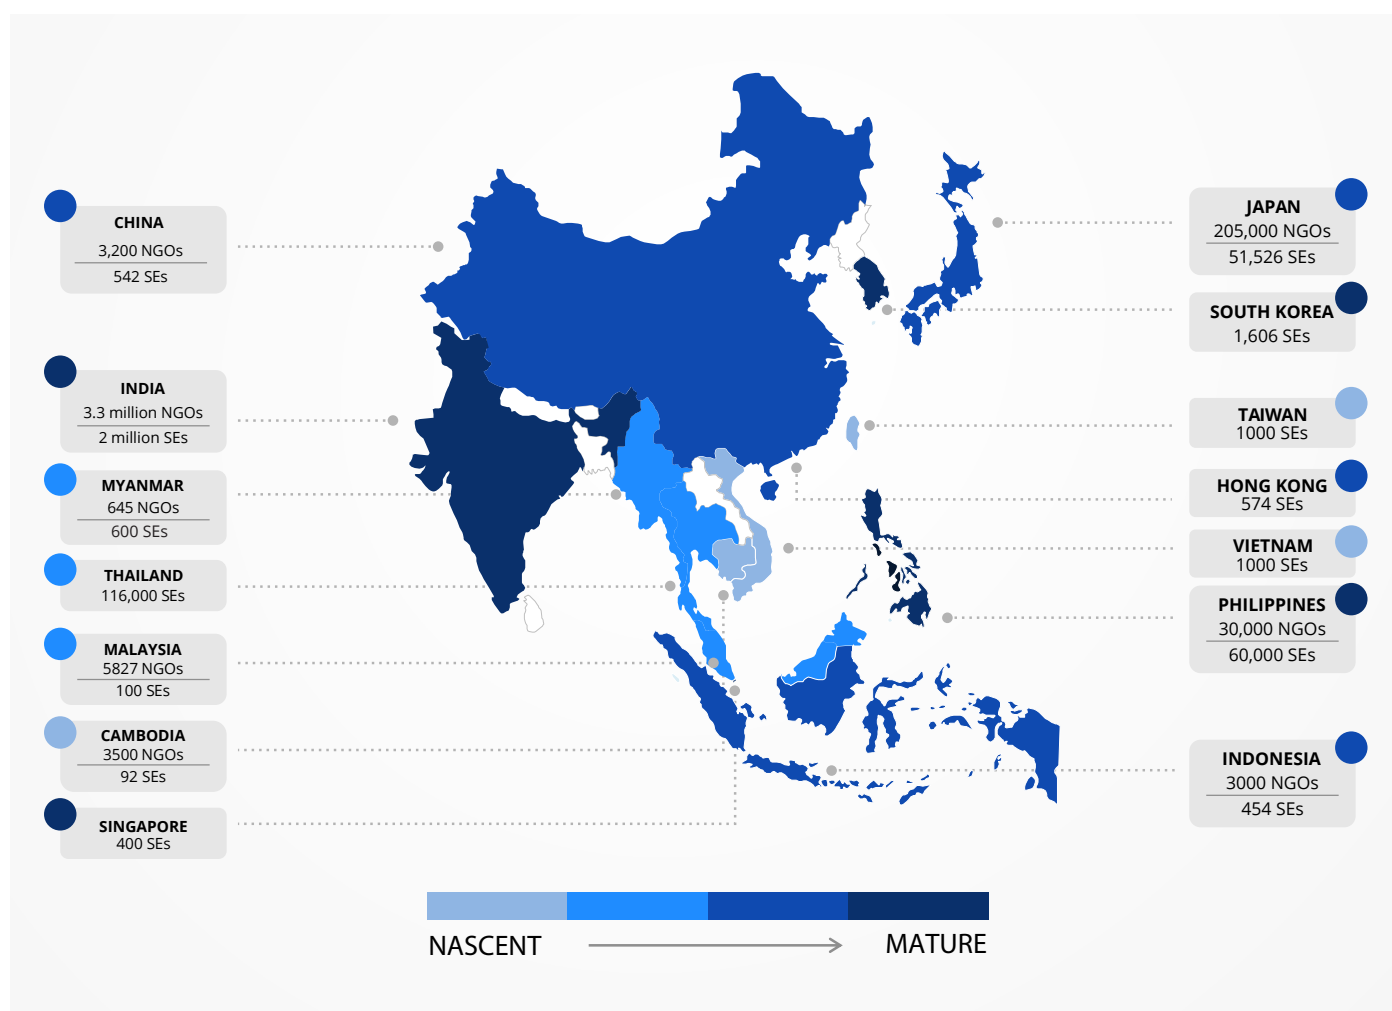 CHINA
3,200 NGOs
542 SEs
INDIA
3.3 million NGOs
2 million SEs
MYANMAR
645 NGOs
600 SEs
THAILAND
116,000 SEs
MALAYSIA
5827 NGOs
100 SEs
CAMBODIA
3500 NGOs
92 SEs
SINGAPORE
400 SEs
JAPAN
205,000 NGOs
51,526 SEs
SOUTH KOREA
1,606 SEs
TAIWAN
1000 SEs
HONG KONG
574 SEs
VIETNAM
1000 SEs
PHILIPPINES
30,000 NGOs
60,000 SEs
INDONESIA
3000 NGOs
454 SEs
NASCENT
MATURE